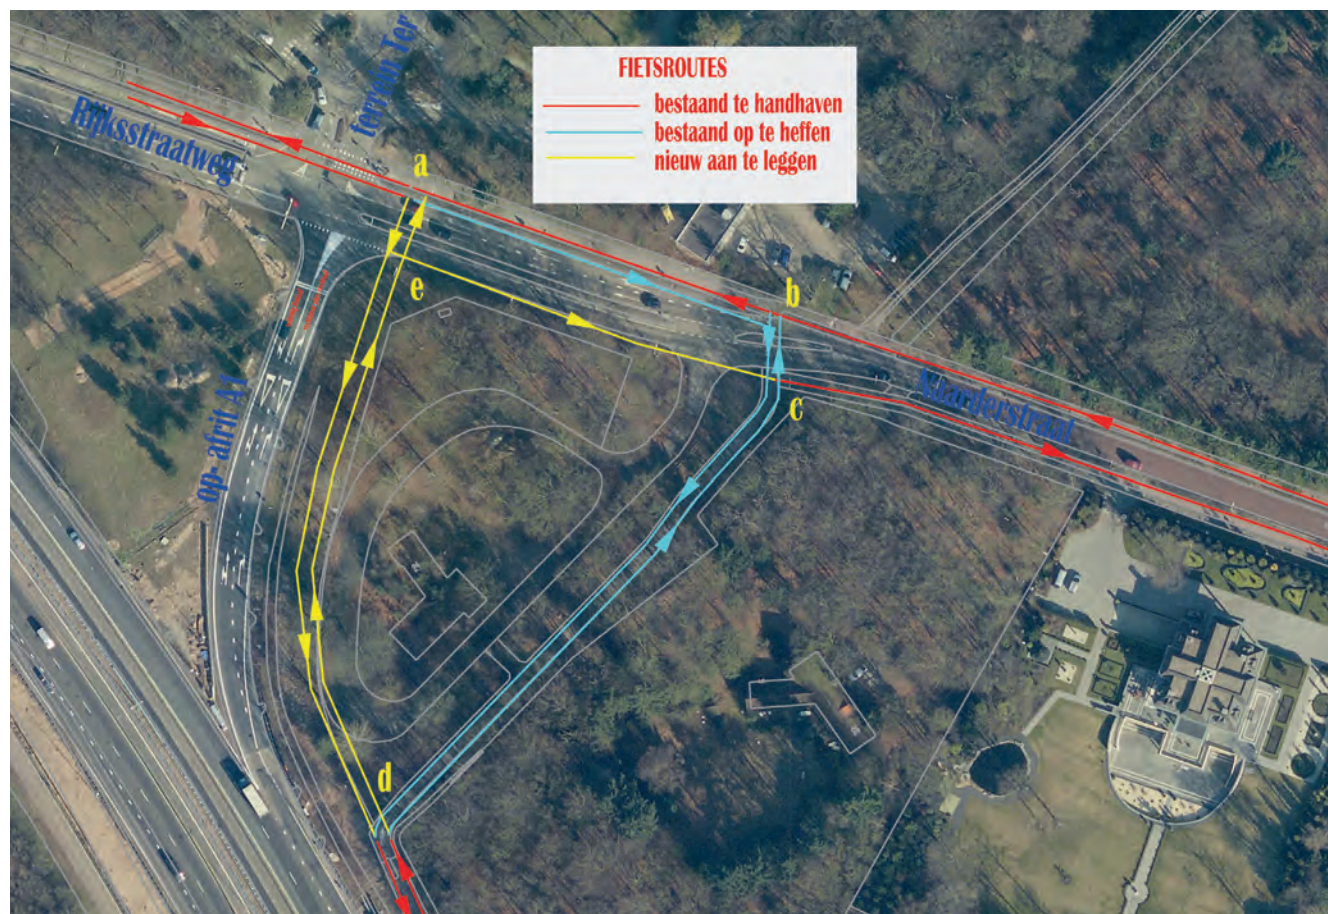 FIETSROUTES
bestaand te handhaven
bestaand op te heffen
nieuw aan te leggen
terrein Ter
Rijksstraatweg
a
b
e
c
Naarderstraat
op- afrit A1
d